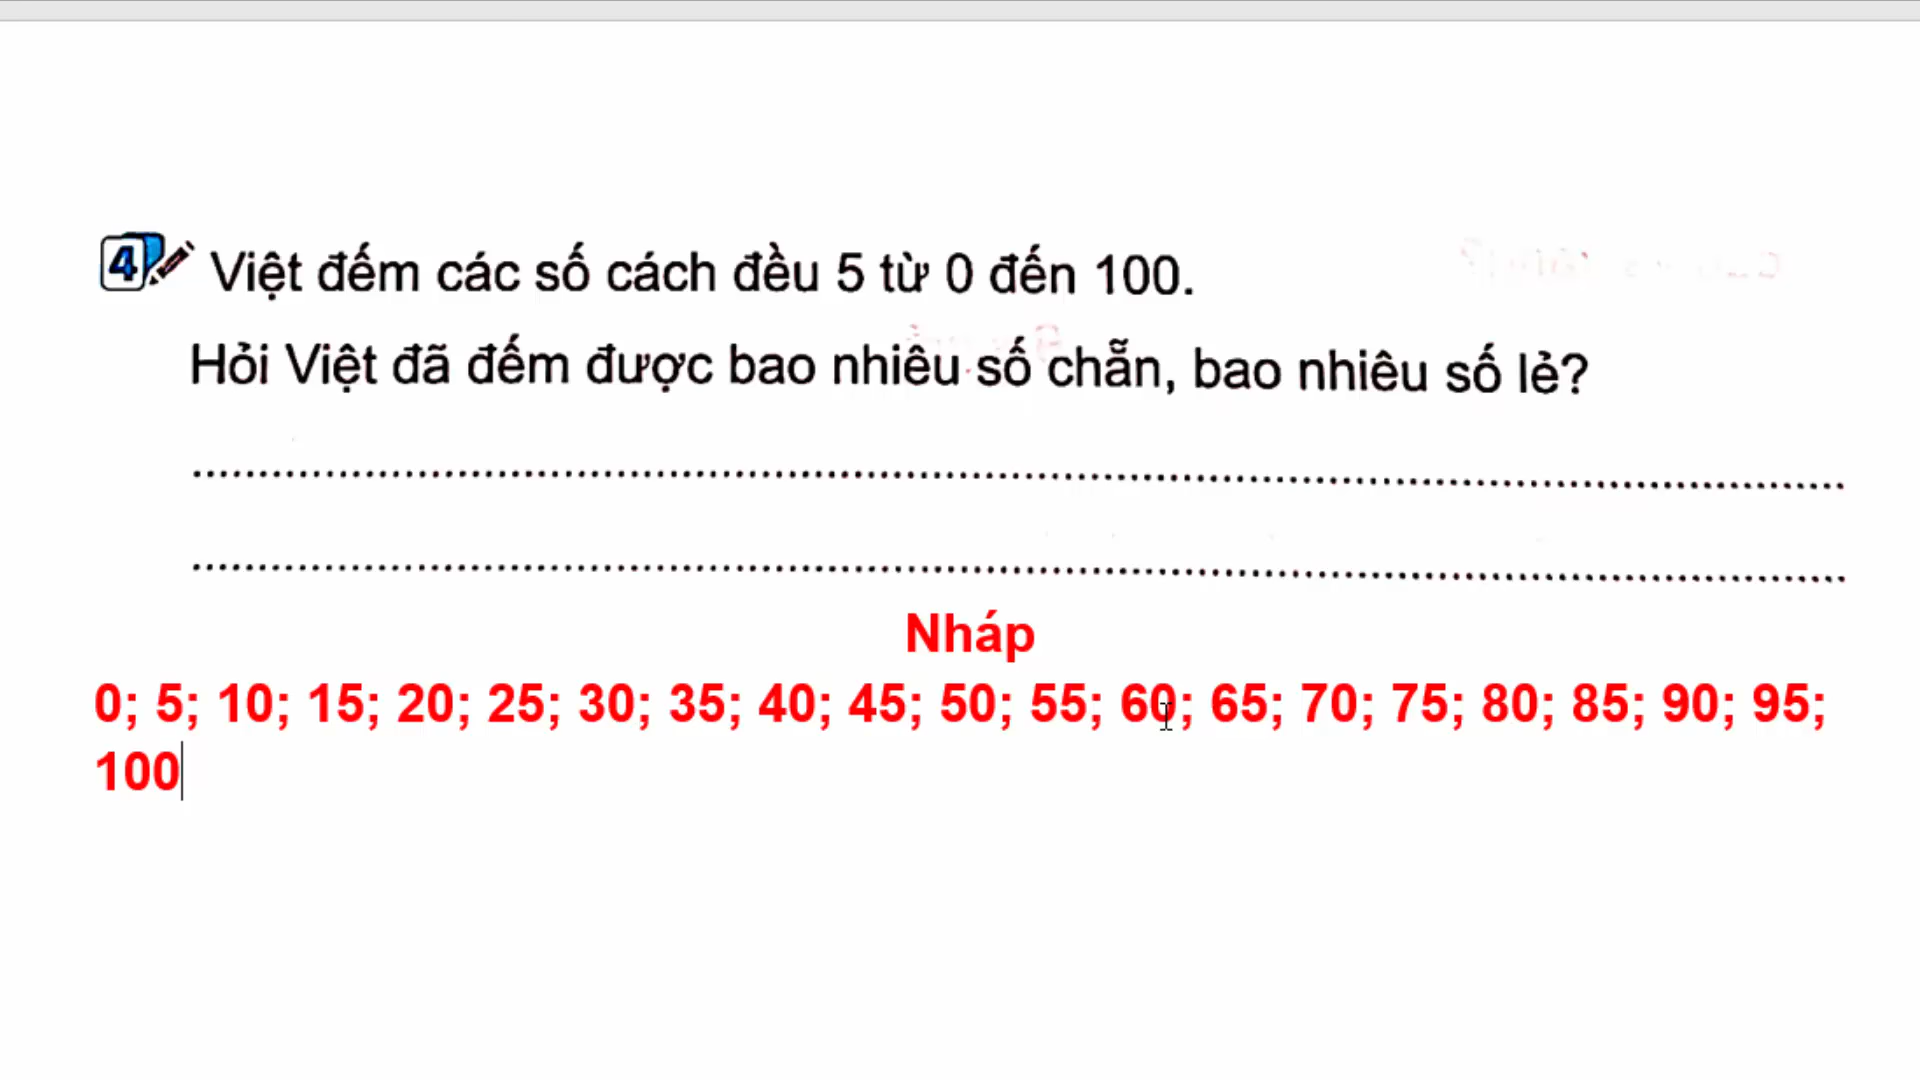 4 Việt đếm các số cách đều 5 từ 0 đến 100.
Hỏi Việt đã đếm được bao nhiêu số chẵn, bao nhiêu số lẻ?
Nháp
0; 5; 10; 15; 20; 25; 30; 35; 40; 45; 50; 55; 60; 65; 70; 75; 80; 85; 90; 95;
100